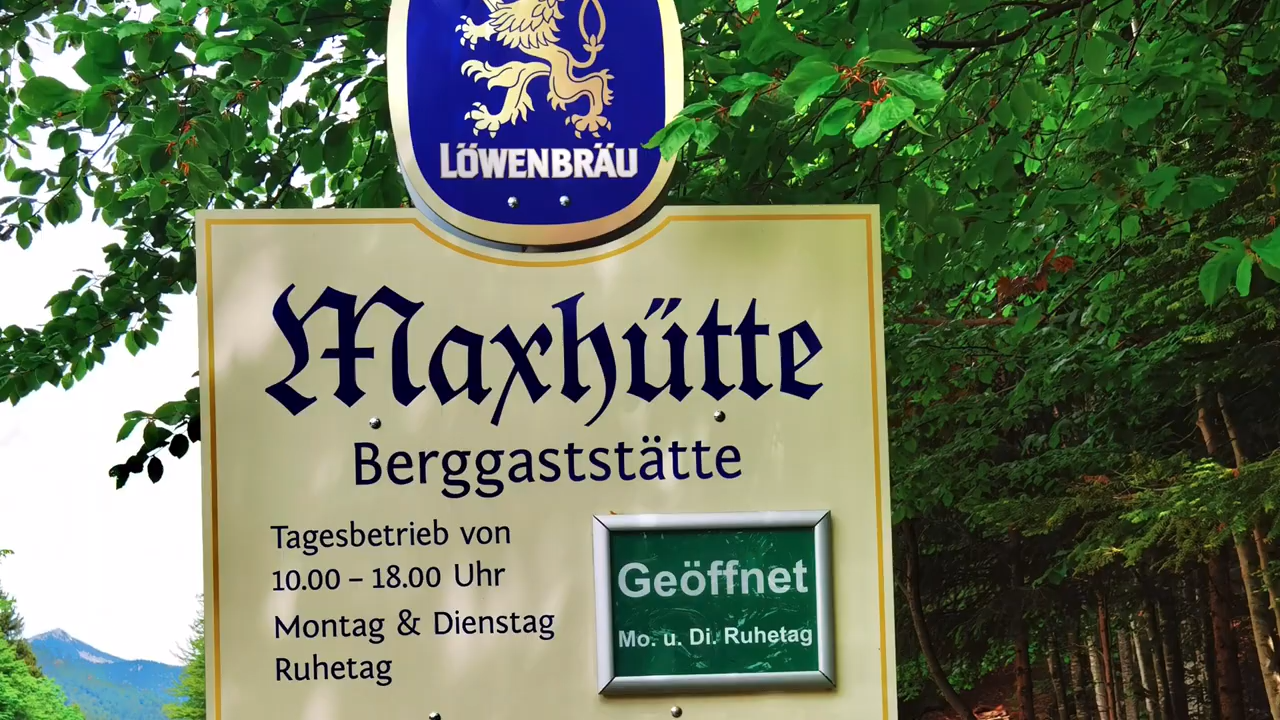 LÖWENBRÄU
Maxhütte
Berggaststätte
Tagesbetrieb von
10.00 – 18.00 Uhr
Montag & Dienstag
Ruhetag
Geöffnet
Mo. u. Di. Ruhetag